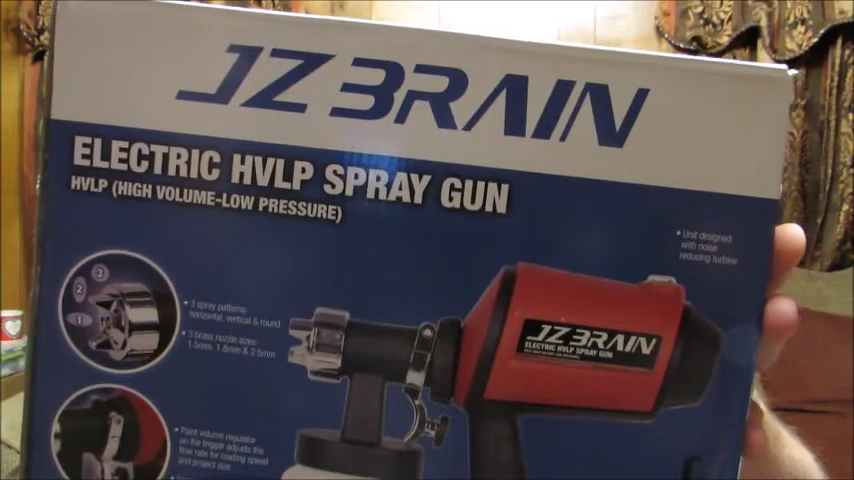 JZ BRAIN
ELECTRIC HVLP SPRAY GUN
HVLP (HIGH VOLUME-LOW PRESSURE)
• Unit designed
with noise
reducing turbine
1 2 3
• 3 spray patterns-
horizontal, vertical & round
• 3 brass nozzle sizes-
1.5mm, 1.8mm & 2.5mm
JZ BRAIN
ELECTRIC HVLP SPRAY GUN
• Paint volume regulator
on the trigger adjusts the
flow rate for coating speed
and project size.